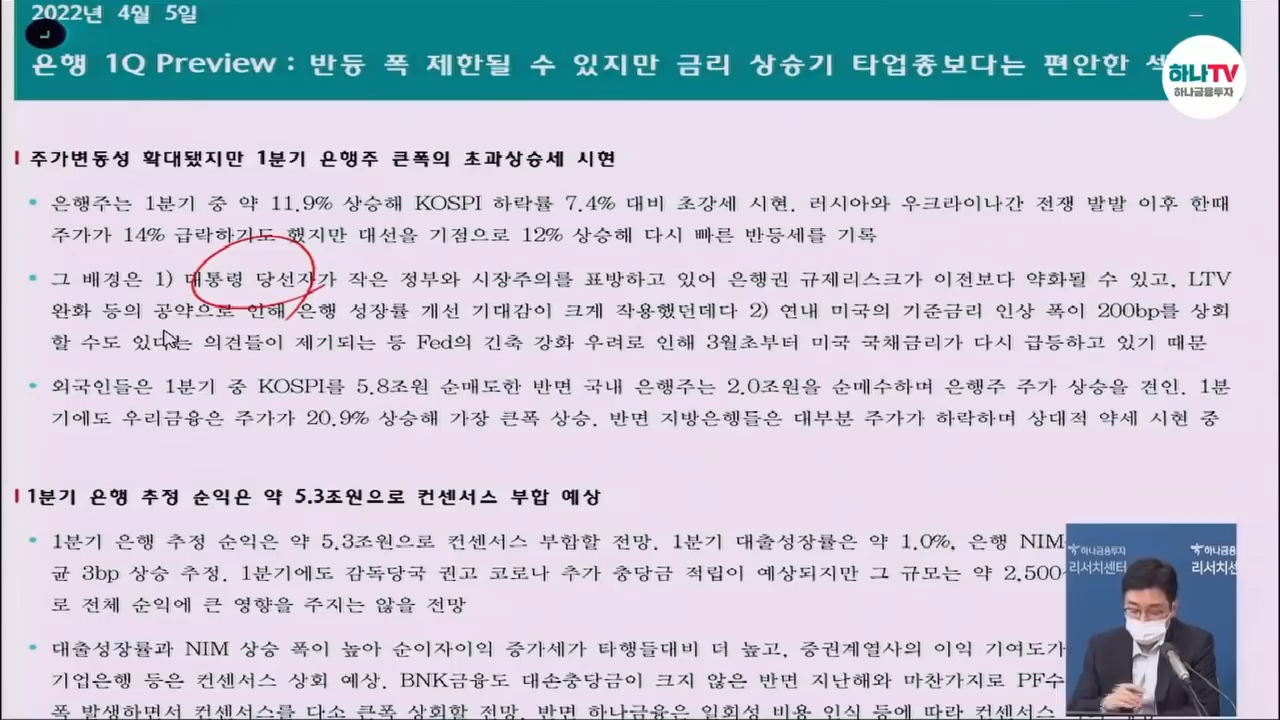 2022년 4월 5일
은행 1Q Preview : 반등 폭 제한될 수 있지만 금리 상승기 타업종보다는 편안한
하나TV
하나금융투자
주가변동성 확대됐지만 1분기 은행주 큰폭의 초과상승세 시현
은행주는 1분기 중 약 11.9% 상승해 KOSPI 하락률 7.4% 대비 초강세 시현. 러시아와 우크라이나간 전쟁 발발 이후 한때
주가가 14% 급락하기도 했지만 대선을 기점으로 12% 상승해 다시 빠른 반등세를 기록
그 배경은 1) 대통령 당선자가 작은 정부와 시장주의를 표방하고 있어 은행권 규제리스크가 이전보다 약화될 수 있고, LTV
완화 등의 공약으로 인해 은행 성장률 개선 기대감이 크게 작용했던데다 2) 연내 미국의 기준금리 인상 폭이 200bp를 상회
할 수도 있다는 의견들이 제기되는 등 Fed의 긴축 강화 우려로 인해 3월초부터 미국 국채금리가 다시 급등하고 있기 때문
외국인들은 1분기 중 KOSPI를 5.8조원 순매도한 반면 국내 은행주는 2.0조원을 순매수하며 은행주 주가 상승을 견인. 1분
기에도 우리금융은 주가가 20.9% 상승해 가장 큰폭 상승. 반면 지방은행들은 대부분 주가가 하락하며 상대적 약세 시현 중
1분기 은행 추정 순익은 약 5.3조원으로 컨센서스 부합 예상
1분기 은행 추정 순익은 약 5.3조원으로 컨센서스 부합할 전망. 1분기 대출성장률은 약 1.0%, 은행 NIM
균 3bp 상승 추정. 1분기에도 감독당국 권고 코로나 추가 충당금 적립이 예상되지만 그 규모는 약 2,500
로 전체 순익에 큰 영향을 주지는 않을 전망
대출성장률과 NIM 상승 폭이 높아 순이자이익 증가세가 타행들대비 더 높고, 증권계열사의 이익 기여도가
기업은행 등은 컨센서스 상회 예상. BNK금융도 대손충당금이 크지 않은 반면 지난해와 마찬가지로 PF수
폭 발생하면서 컨센서스를 다소 큰폭 상회할 전망. 반면 하나금융은 일회성 비용 인식 등에 따라 컨센서스
하나금융투자
리서치센터
하나금융
리서치센